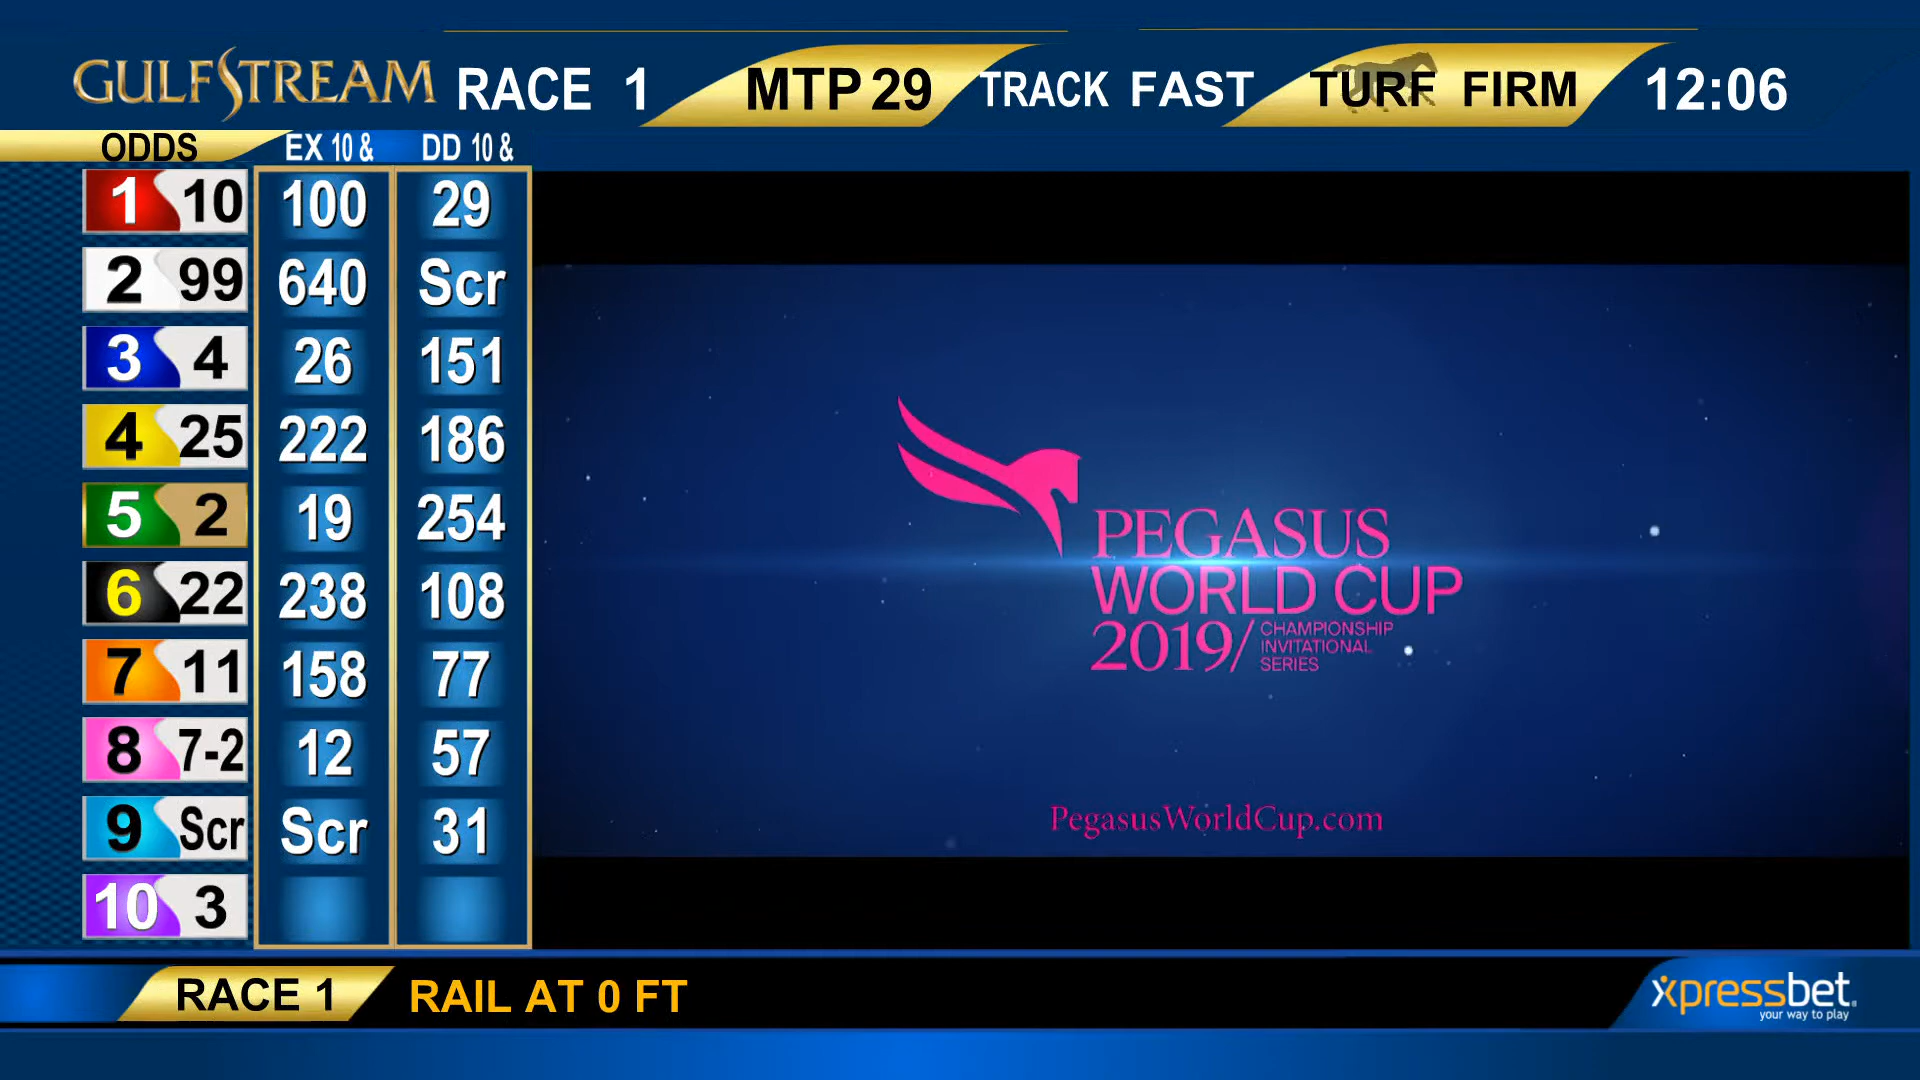 GULFSTREAM RACE 1 MTP 29 TRACK FAST TURF FIRM 12:06
ODDS EX 10 & DD 10 &
1 10 100 29
2 99 640 Scr
3 4 26 151
4 25 222 186
5 2 19 254
6 22 238 108
7 11 158 77
8 7-2 12 57
9 Scr Scr 31
10 3
PEGASUS
WORLD CUP
2019/ CHAMPIONSHIP
INVITATIONAL
SERIES
PegasusWorldCup.com
RACE 1 RAIL AT 0 FT
xpressbet.
your way to play